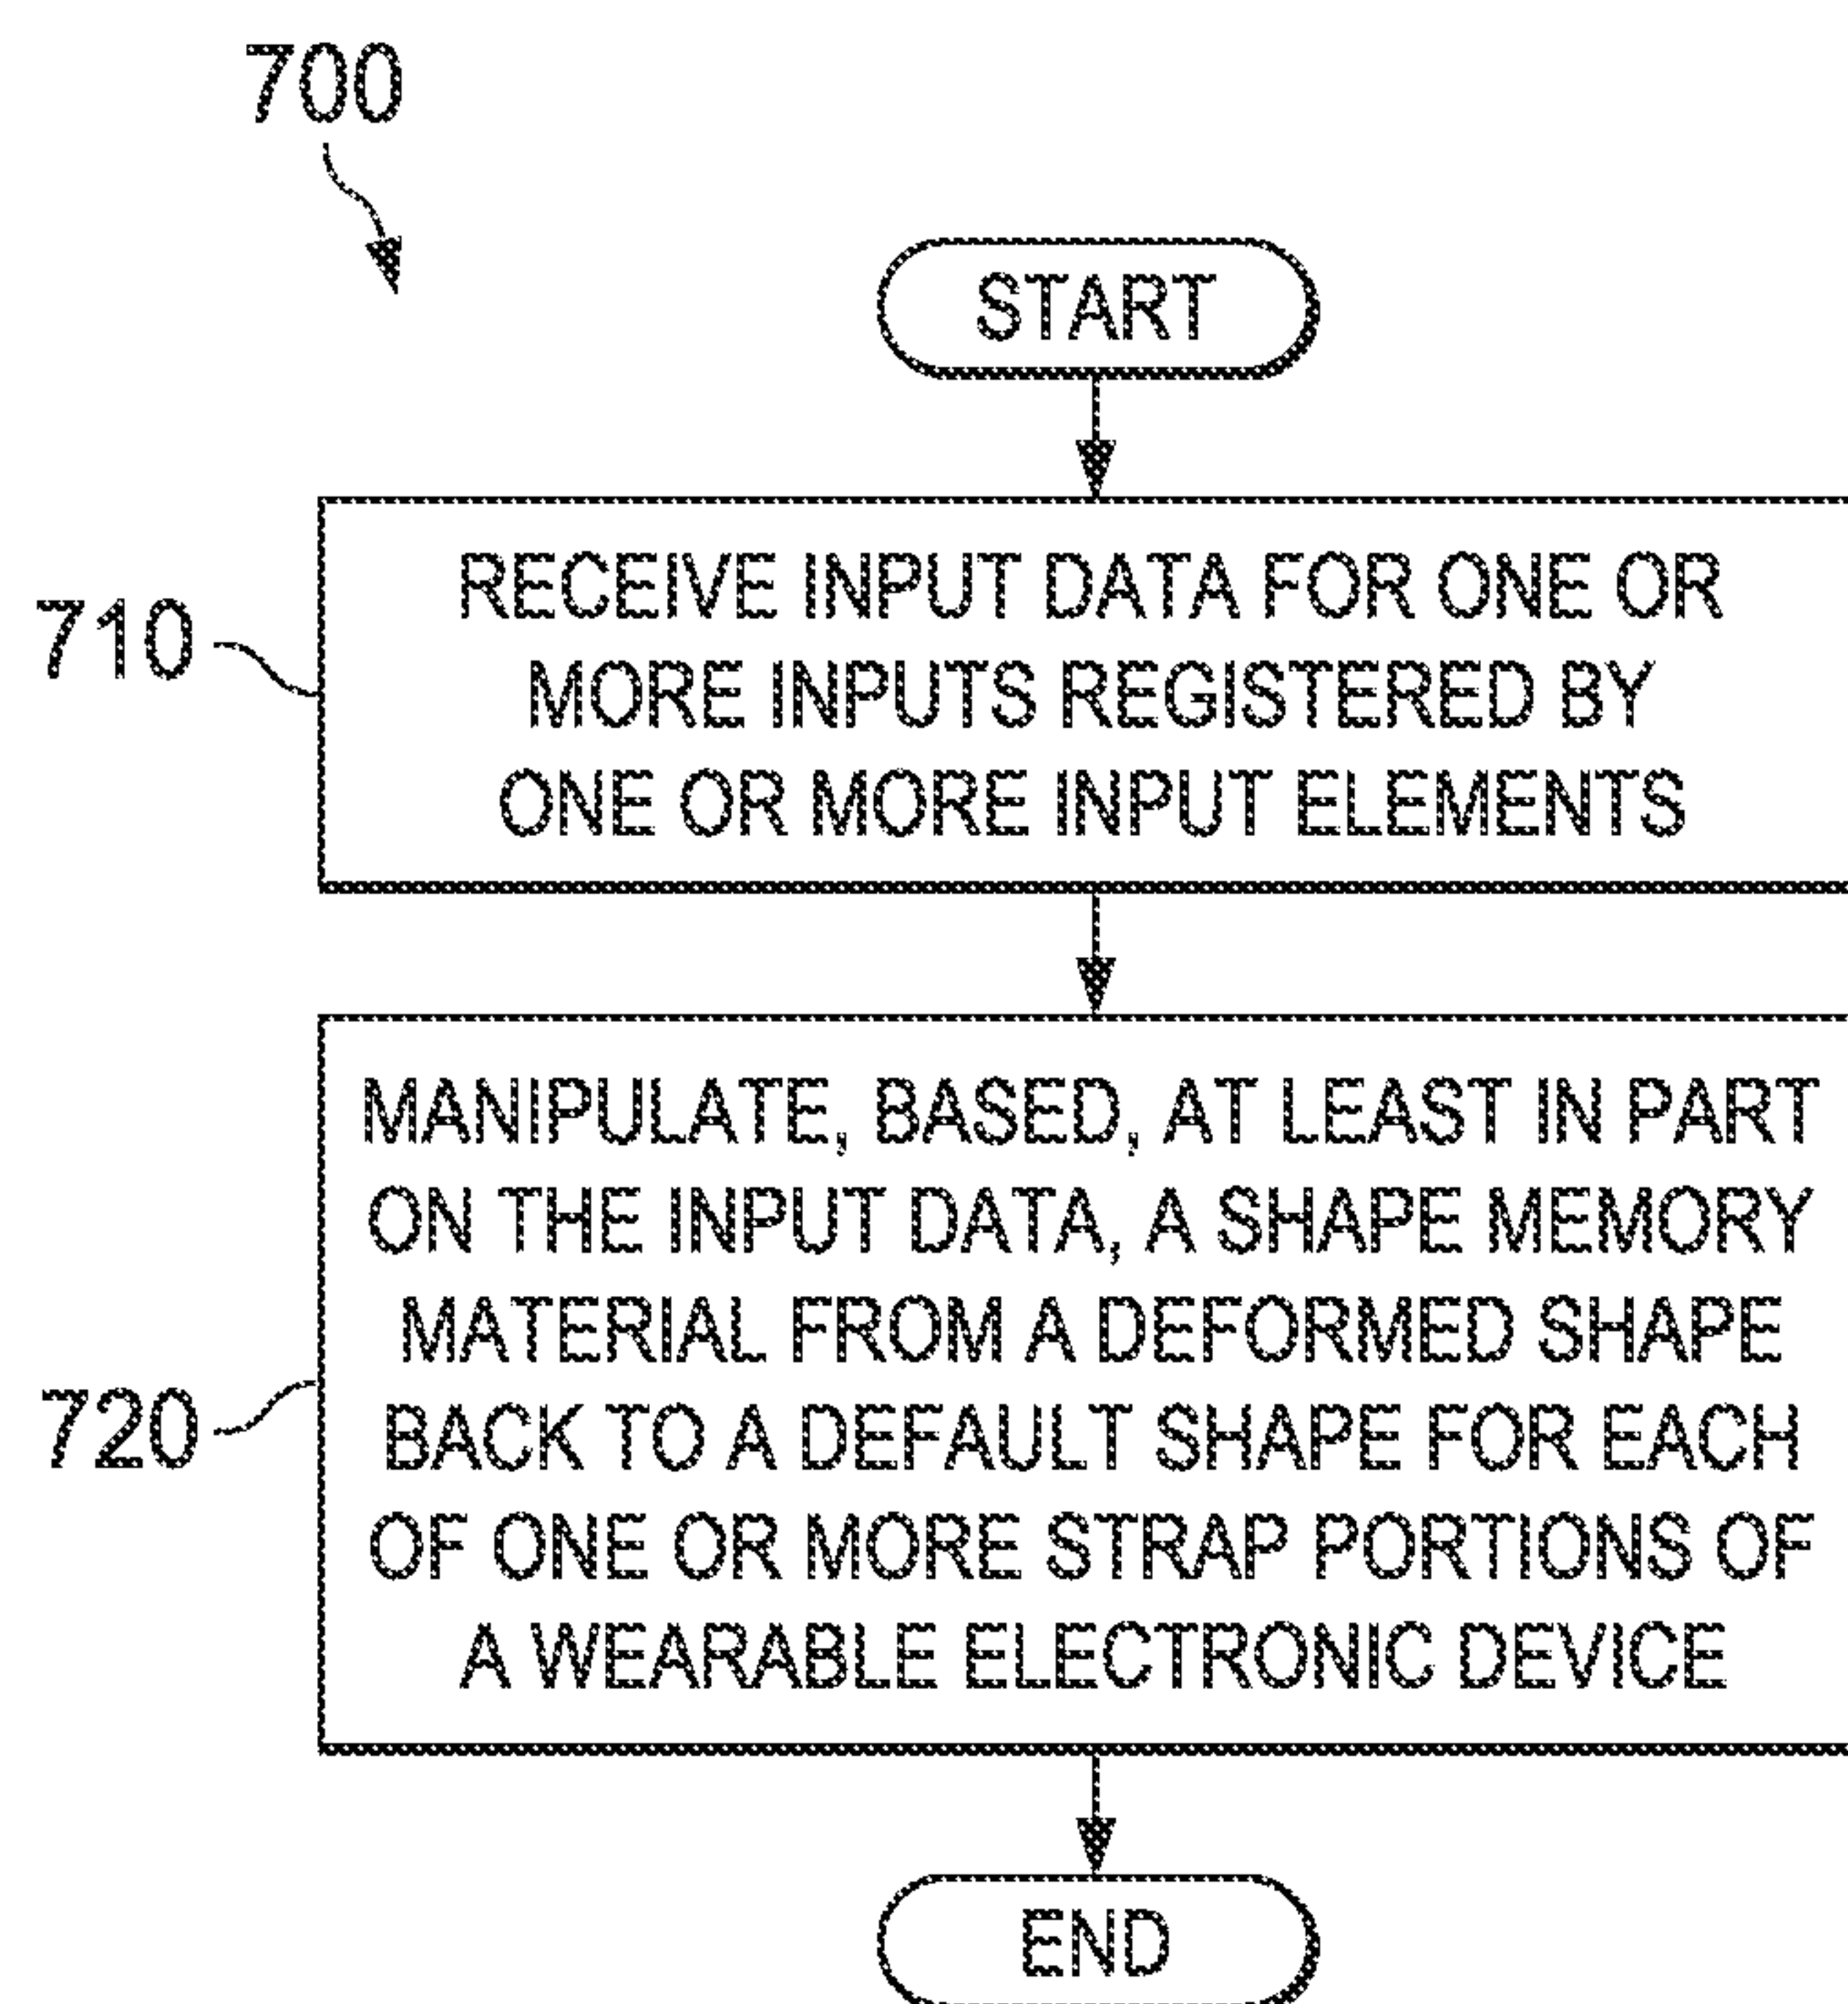 700
START
710
RECEIVE INPUT DATA FOR ONE OR
MORE INPUTS REGISTERED BY
ONE OR MORE INPUT ELEMENTS
720
MANIPULATE, BASED, AT LEAST IN PART
ON THE INPUT DATA, A SHAPE MEMORY
MATERIAL FROM A DEFORMED SHAPE
BACK TO A DEFAULT SHAPE FOR EACH
OF ONE OR MORE STRAP PORTIONS OF
A WEARABLE ELECTRONIC DEVICE
END